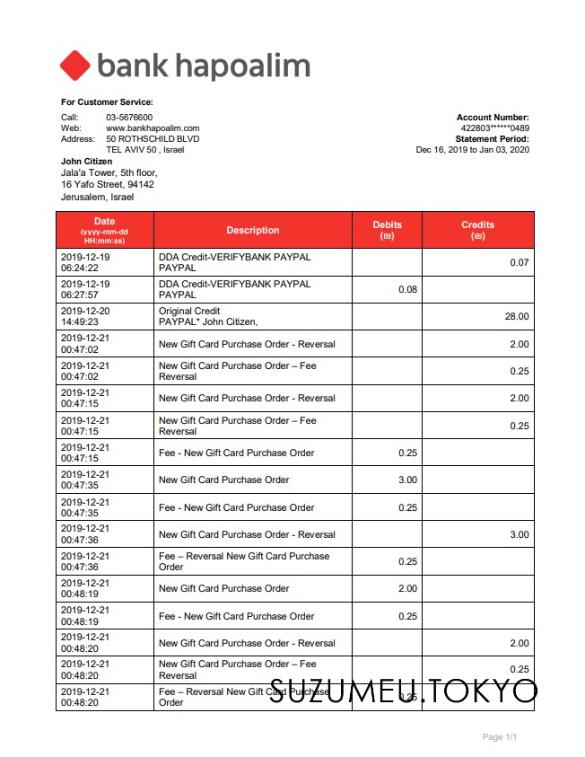 bank hapoalim
For Customer Service:
Call: 03-5676600
Web: www.bankhapoalim.com
Address: 50 ROTHSCHILD BLVD
TEL AVIV 50 , Israel
Account Number:
422803******0489
Statement Period:
Dec 16, 2019 to Jan 03, 2020
John Citizen
Jala'a Tower, 5th floor,
16 Yafo Street, 94142
Jerusalem, Israel
Date (yyyy-mm-dd HH:mm:ss) Description Debits (₪) Credits (₪)
2019-12-19 06:24:22 DDA Credit-VERIFYBANK PAYPAL PAYPAL 0.07
2019-12-19 06:27:57 DDA Credit-VERIFYBANK PAYPAL PAYPAL 0.08
2019-12-20 14:49:23 Original Credit PAYPAL* John Citizen, 28.00
2019-12-21 00:47:02 New Gift Card Purchase Order - Reversal 2.00
2019-12-21 00:47:02 New Gift Card Purchase Order – Fee Reversal 0.25
2019-12-21 00:47:15 New Gift Card Purchase Order - Reversal 2.00
2019-12-21 00:47:15 New Gift Card Purchase Order – Fee Reversal 0.25
2019-12-21 00:47:15 Fee - New Gift Card Purchase Order 0.25
2019-12-21 00:47:35 New Gift Card Purchase Order 3.00
2019-12-21 00:47:35 Fee - New Gift Card Purchase Order 0.25
2019-12-21 00:47:36 New Gift Card Purchase Order - Reversal 3.00
2019-12-21 00:47:36 Fee – Reversal New Gift Card Purchase Order 0.25
2019-12-21 00:48:19 New Gift Card Purchase Order 2.00
2019-12-21 00:48:19 Fee - New Gift Card Purchase Order 0.25
2019-12-21 00:48:20 New Gift Card Purchase Order - Reversal 2.00
2019-12-21 00:48:20 New Gift Card Purchase Order – Fee Reversal 0.25
2019-12-21 00:48:20 Fee – Reversal New Gift Card Purchase Order 0.25
SUZUMEU.TOKYO
Page 1/1